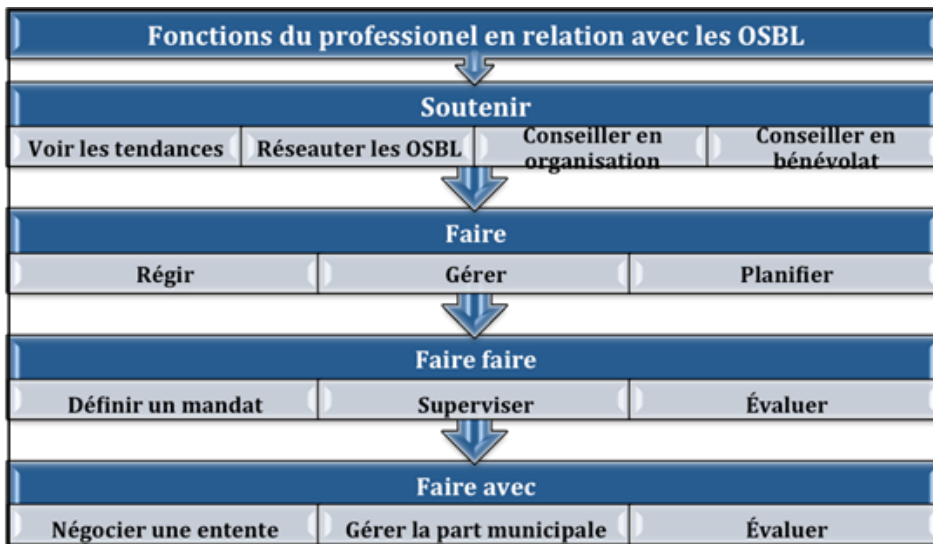 Fonctions du professionel en relation avec les OSBL
Soutenir
Voir les tendances
Réseauter les OSBL
Conseiller en
organisation
Conseiller en
bénévolat
Faire
Régir
Gérer
Planifier
Faire faire
Définir un mandat
Superviser
Évaluer
Faire avec
Négocier une entente
Gérer la part municipale
Évaluer